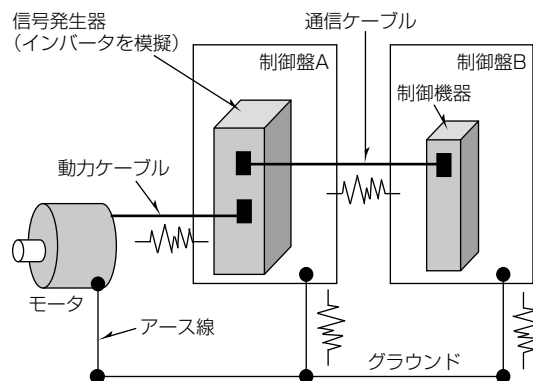 信号発生器
(インバータを模擬)
通信ケーブル
制御盤A
制御盤B
制御機器
動力ケーブル
モータ
アース線
グラウンド